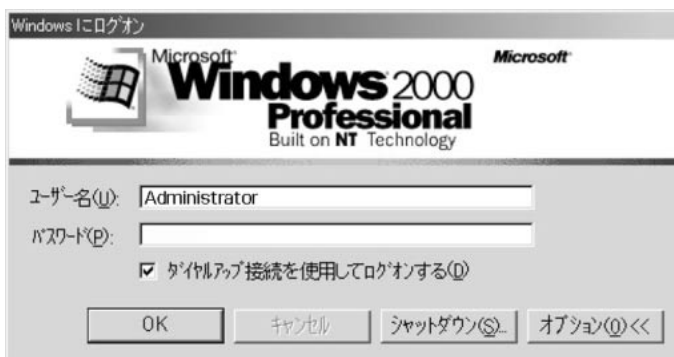 Windows にログオン
Microsoft
Windows 2000
Professional
Built on NT Technology
Microsoft
ユーザー名(U):
Administrator
パスワード(P):
ダイヤルアップ接続を使用してログオンする(D)
OK
キャンセル
シャットダウン(S)...
オプション(O)<<